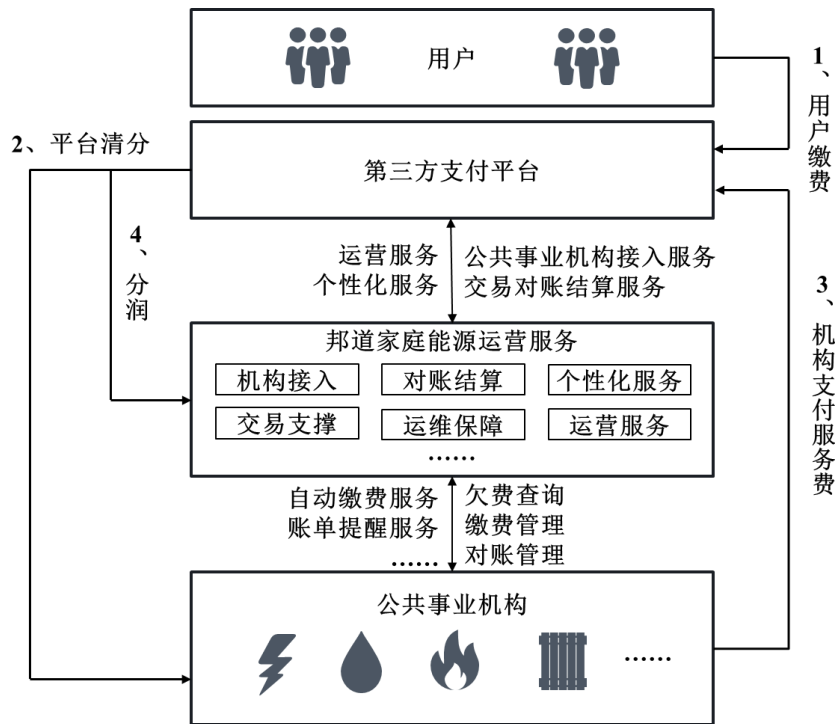 用户
1、用户缴费
2、平台清分
第三方支付平台
4、分润
运营服务
个性化服务
公共事业机构接入服务
交易对账结算服务
3、机构支付服务费
邦道家庭能源运营服务
机构接入
对账结算
个性化服务
交易支撑
运维保障
运营服务
......
自动缴费服务
账单提醒服务
......
欠费查询
缴费管理
对账管理
公共事业机构
......